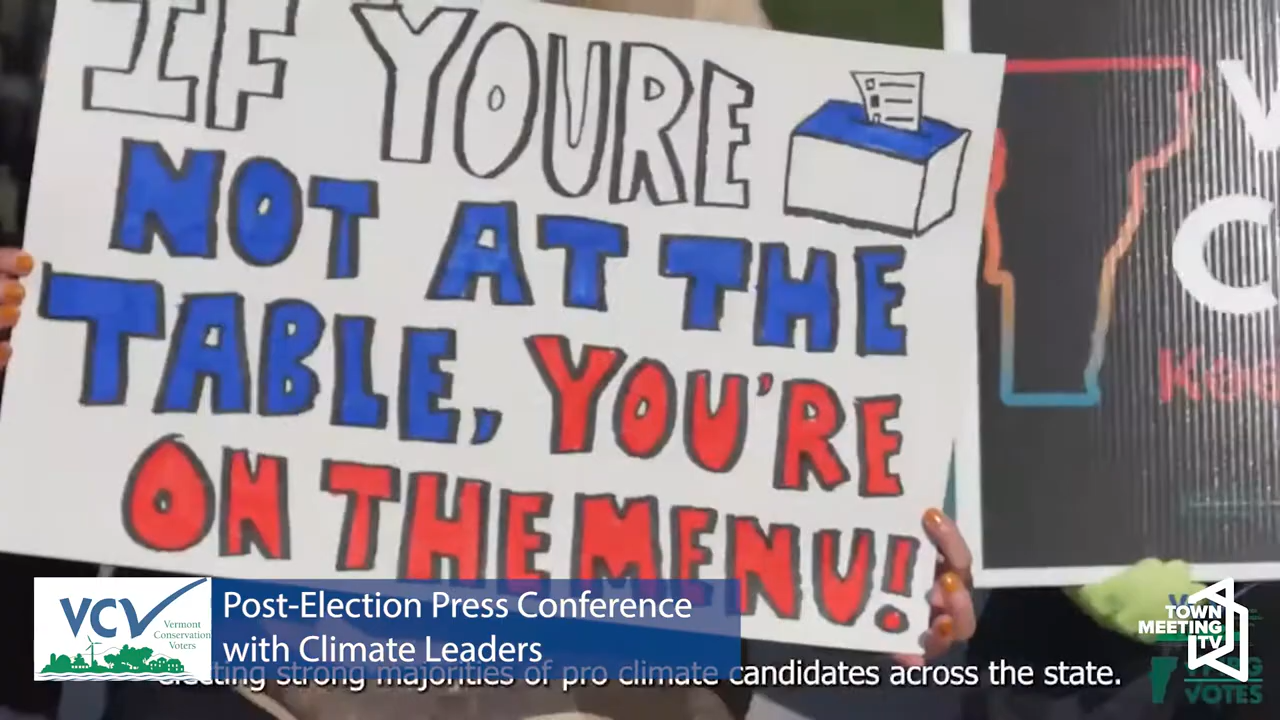 IF YOURE
NOT AT THE
TABLE, YOU'RE
ON THE MENU!
VCV
Vermont
Conservation
Voters
Post-Election Press Conference
with Climate Leaders
strong majorities of pro climate candidates across the state.
TOWN
MEETING
TV
VOTES